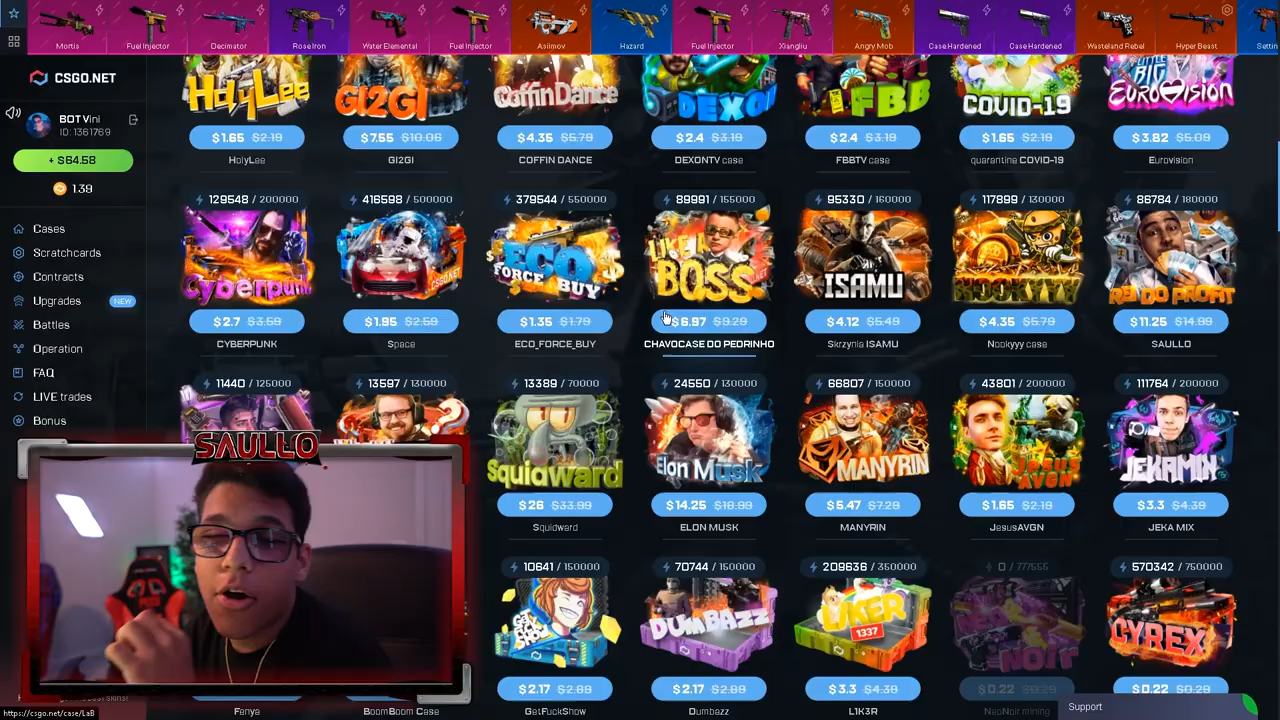 Mortis
Fuel Injector
Decimator
Rose Iron
Water Elemental
Fuel Injector
Asiimov
Hazard
Fuel Injector
Xiangliu
Angry Mob
Case Hardened
Case Hardened
Wasteland Rebel
Hyper Beast
CSGO.NET
BOT Vini
ID: 1361769
+ $64.58
1.39
Cases
Scratchcards
Contracts
Upgrades NEW
Battles
Operation
FAQ
LIVE trades
Bonus
HolyLee
GI2GI
CoffinDance
DEXO
FBB
COVID-19
LITTLE BIG
EUROVISION
$ 1.65 $ 2.19
$ 7.55 $ 10.06
$ 4.35 $ 5.79
$ 2.4 $ 3.19
$ 2.4 $ 3.19
$ 1.65 $ 2.19
$ 3.82 $ 5.09
HolyLee
GI2GI
COFFIN DANCE
DEXONTV case
FBBTV case
quarantine COVID-19
Eurovision
129548 / 200000
416598 / 500000
379544 / 550000
89991 / 155000
95330 / 160000
117899 / 130000
86784 / 180000
Cyberpunk
CSGO.NET
ECO
FORCE BUY
LIKE A
BOSS
ISAMU
NOOKYYY
REI DO PROFIT
$ 2.7 $ 3.59
$ 1.95 $ 2.59
$ 1.35 $ 1.79
$ 6.97 $ 9.29
$ 4.12 $ 5.49
$ 4.35 $ 5.79
$ 11.25 $ 14.99
CYBERPUNK
Space
ECO_FORCE_BUY
CHAVOCASE DO PEDRINHO
Skrzynia ISAMU
Nookyyy case
SAULLO
11440 / 125000
13597 / 130000
13389 / 70000
24550 / 130000
66807 / 150000
43801 / 200000
111764 / 200000
Squidward
Elon Musk
MANYRIN
JESUS
AVGN
JEKAMIX
$ 26 $ 33.99
$ 14.25 $ 18.99
$ 5.47 $ 7.29
$ 1.65 $ 2.19
$ 3.3 $ 4.39
Squidward
ELON MUSK
MANYRIN
JesusAVGN
JEKA MIX
SAULLO
10641 / 150000
70744 / 150000
209636 / 350000
0 / 777555
570342 / 750000
DUMBAZZ
LIKER
1337
NOIR
CYREX
$ 2.17 $ 2.89
$ 2.17 $ 2.89
$ 3.3 $ 4.39
$ 0.22 $ 0.29
$ 0.22 $ 0.29
Fenya
BoomBoom Case
GetFuckShow
Dumbazz
L1K3R
NeoNoir mining
Support
https://csgo.net/case/LaB